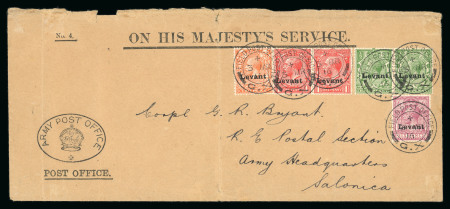 No. 4.
ON HIS MAJESTY'S SERVICE.
Levant Levant Levant Levant Levant
Levant
ARMY POST OFFICE
POST OFFICE.
Corpl G. R. Bryant.
R. E. Postal Section
Army Headquarters
Salonica